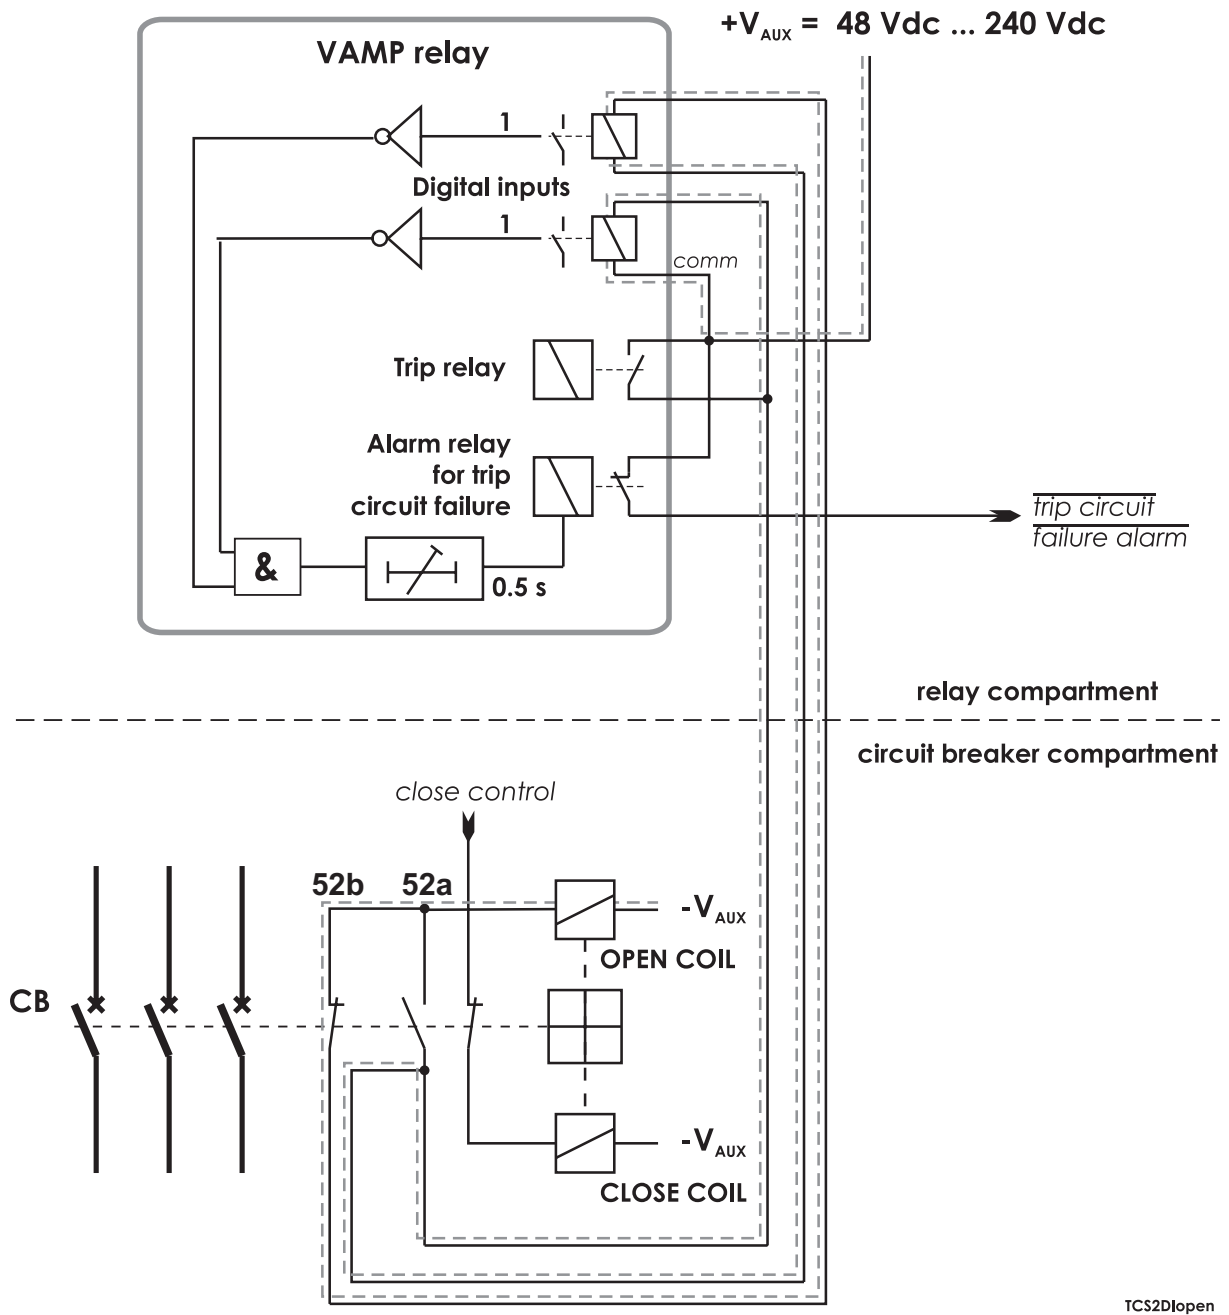 +VAUX = 48 Vdc ... 240 Vdc
VAMP relay
1
Digital inputs
1
comm
Trip relay
Alarm relay
for trip
circuit failure
trip circuit
failure alarm
&
0.5 s
relay compartment
circuit breaker compartment
close control
52b
52a
-VAUX
OPEN COIL
CB
-VAUX
CLOSE COIL
TCS2DIopen